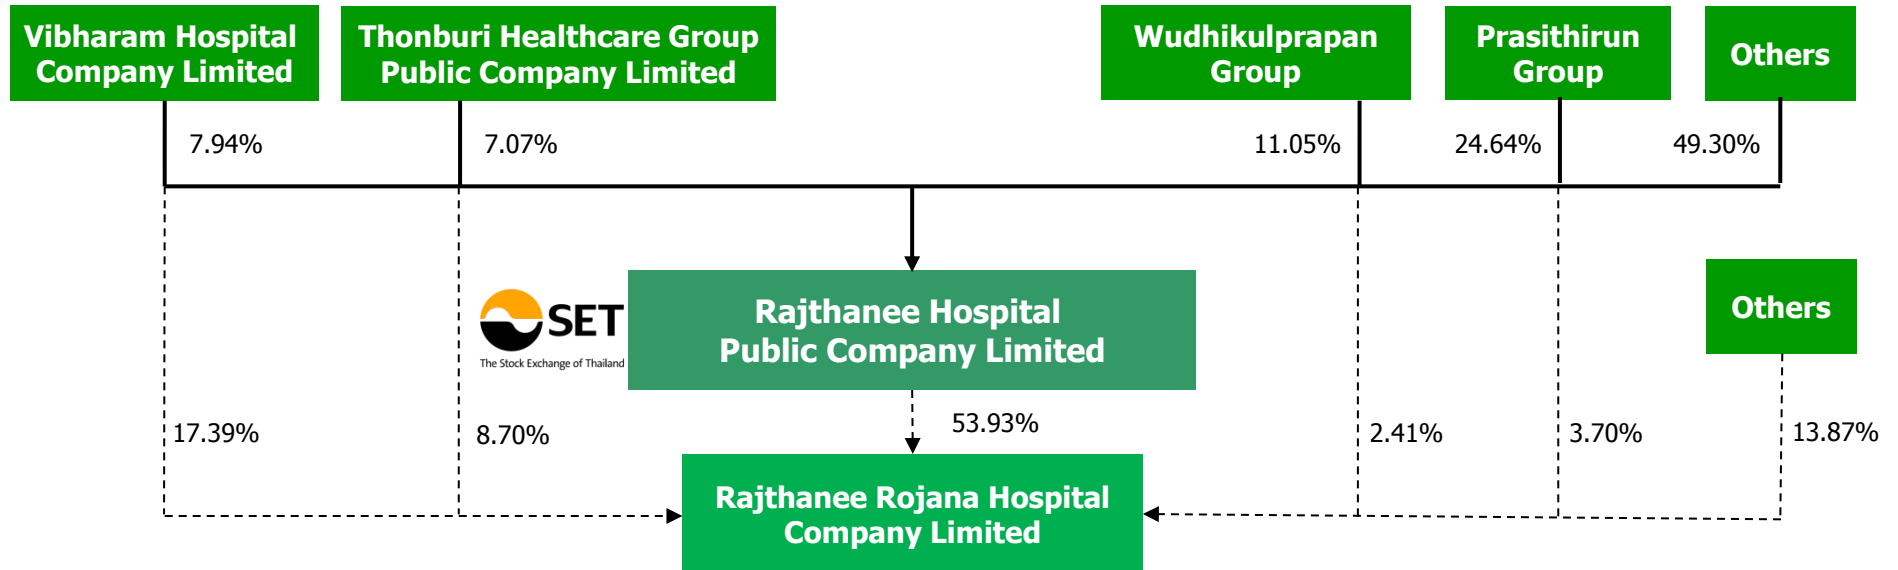 Vibharam Hospital
Company Limited
Thonburi Healthcare Group
Public Company Limited
Wudhikulprapan
Group
Prasithirun
Group
Others
7.94%
7.07%
11.05%
24.64%
49.30%
SET
The Stock Exchange of Thailand
Rajthanee Hospital
Public Company Limited
Others
17.39%
8.70%
53.93%
2.41%
3.70%
13.87%
Rajthanee Rojana Hospital
Company Limited